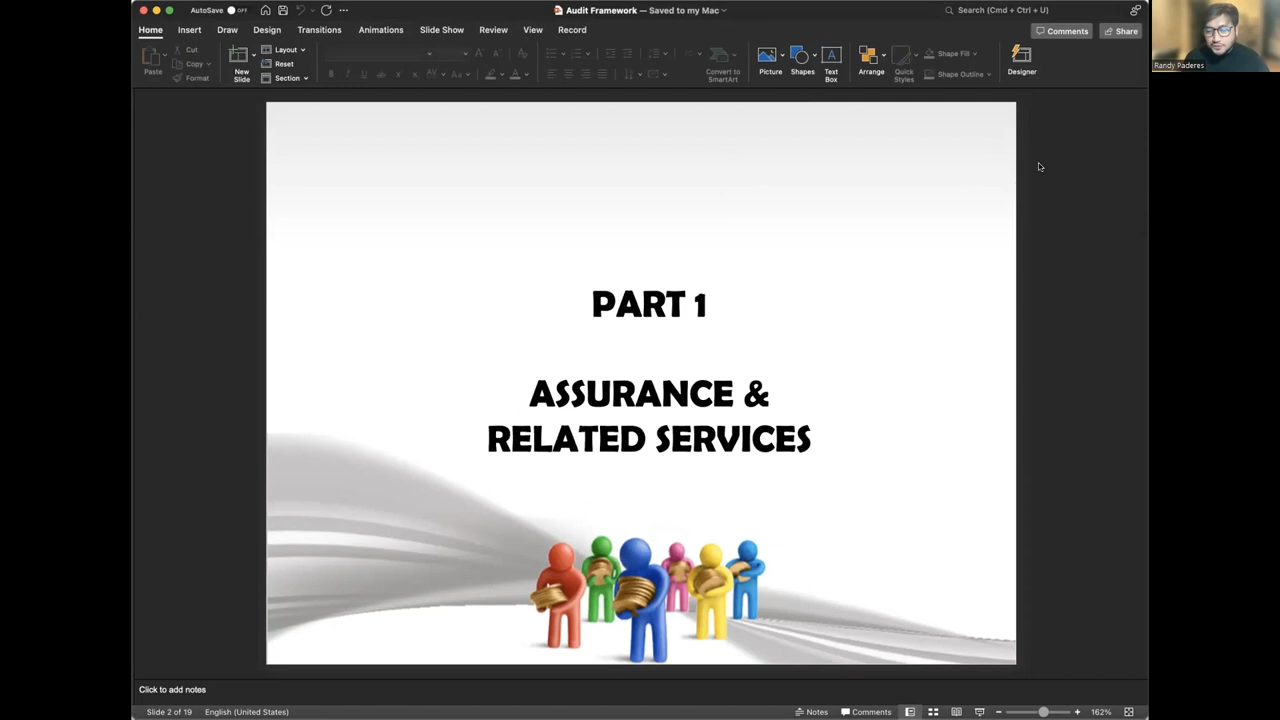 AutoSave OFF
Audit Framework — Saved to my Mac
Search (Cmd + Ctrl + U)
Home Insert Draw Design Transitions Animations Slide Show Review View Record
Comments Share
Paste
Cut
Copy
Format
New Slide
Layout
Reset
Section
Convert to SmartArt
Picture
Shapes
Text Box
Arrange
Quick Styles
Shape Fill
Shape Outline
Designer
Randy Paderes
PART 1
ASSURANCE &
RELATED SERVICES
Click to add notes
Slide 2 of 19 English (United States) Notes Comments 162%